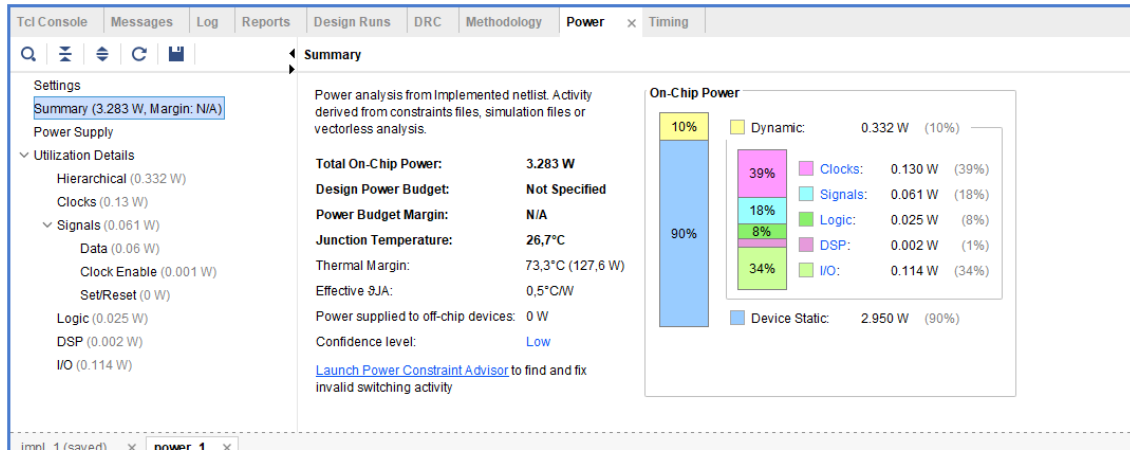 Tcl Console Messages Log Reports Design Runs DRC Methodology Power × Timing
Summary
Settings
Summary (3.283 W, Margin: N/A)
Power Supply
Utilization Details
Hierarchical (0.332 W)
Clocks (0.13 W)
Signals (0.061 W)
Data (0.06 W)
Clock Enable (0.001 W)
Set/Reset (0 W)
Logic (0.025 W)
DSP (0.002 W)
I/O (0.114 W)
Power analysis from Implemented netlist. Activity
derived from constraints files, simulation files or
vectorless analysis.
Total On-Chip Power: 3.283 W
Design Power Budget: Not Specified
Power Budget Margin: N/A
Junction Temperature: 26,7°C
Thermal Margin: 73,3°C (127,6 W)
Effective ϑJA: 0,5°C/W
Power supplied to off-chip devices: 0 W
Confidence level: Low
Launch Power Constraint Advisor to find and fix
invalid switching activity
On-Chip Power
10% Dynamic: 0.332 W (10%)
39% Clocks: 0.130 W (39%)
18% Signals: 0.061 W (18%)
8% Logic: 0.025 W (8%)
DSP: 0.002 W (1%)
34% I/O: 0.114 W (34%)
90% Device Static: 2.950 W (90%)
impl_1 (saved) × power_1 ×